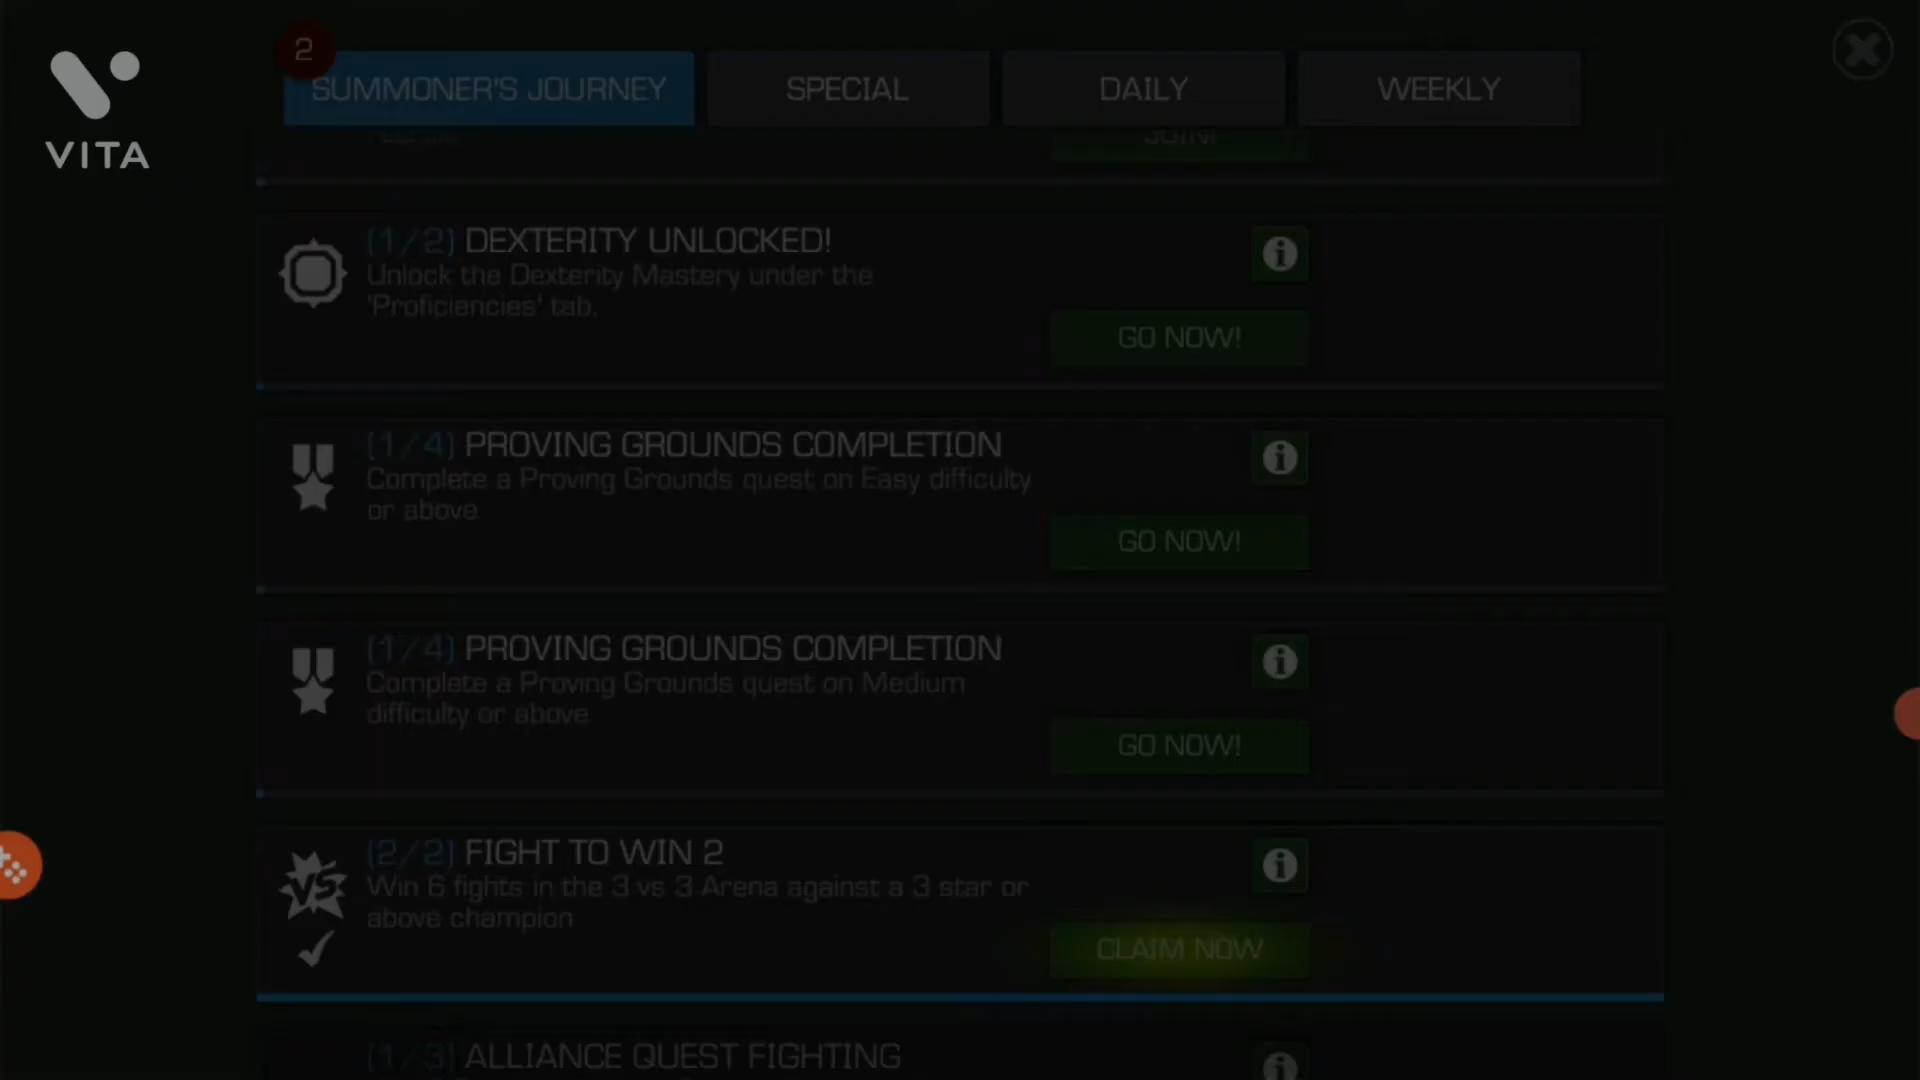 2
SUMMONER'S JOURNEY
SPECIAL
DAILY
WEEKLY
VITA
JOIN!
(1/2) DEXTERITY UNLOCKED!
Unlock the Dexterity Mastery under the
'Proficiencies' tab.
GO NOW!
(1/4) PROVING GROUNDS COMPLETION
Complete a Proving Grounds quest on Easy difficulty
or above
GO NOW!
(1/4) PROVING GROUNDS COMPLETION
Complete a Proving Grounds quest on Medium
difficulty or above
GO NOW!
(2/2) FIGHT TO WIN 2
VS
Win 6 fights in the 3 vs 3 Arena against a 3 star or
above champion
CLAIM NOW
(1/3) ALLIANCE QUEST FIGHTING